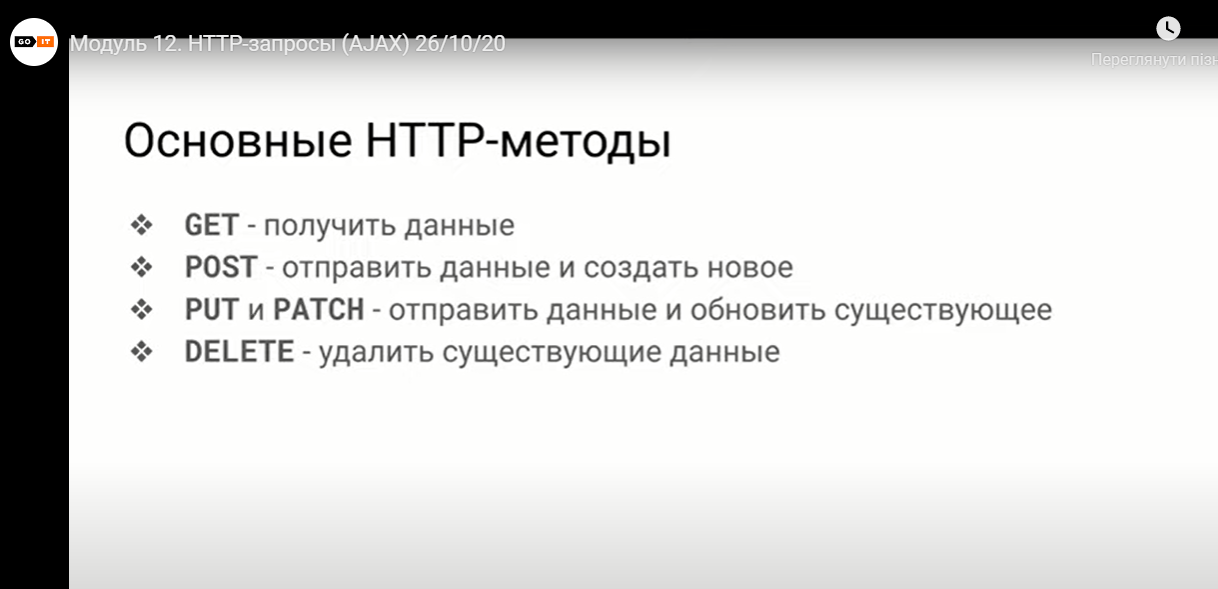 GO IT
Модуль 12. HTTP-запросы (AJAX) 26/10/20
Переглянути
Основные HTTP-методы
❖ GET - получить данные
❖ POST - отправить данные и создать новое
❖ PUT и PATCH - отправить данные и обновить существующее
❖ DELETE - удалить существующие данные